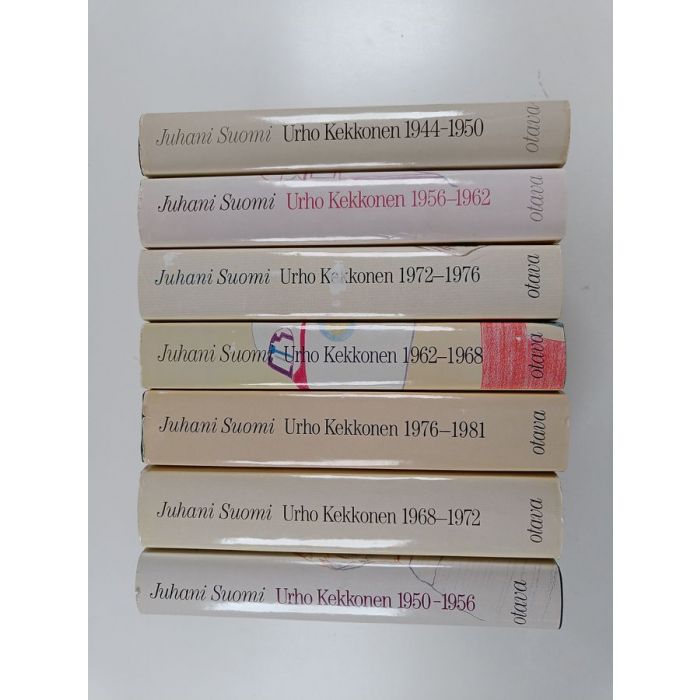 Juhani Suomi Urho Kekkonen 1944–1950 otava
Juhani Suomi Urho Kekkonen 1956–1962 otava
Juhani Suomi Urho Kekkonen 1972–1976 otava
Juhani Suomi Urho Kekkonen 1962–1968 otava
Juhani Suomi Urho Kekkonen 1976–1981 otava
Juhani Suomi Urho Kekkonen 1968–1972 otava
Juhani Suomi Urho Kekkonen 1950–1956 otava